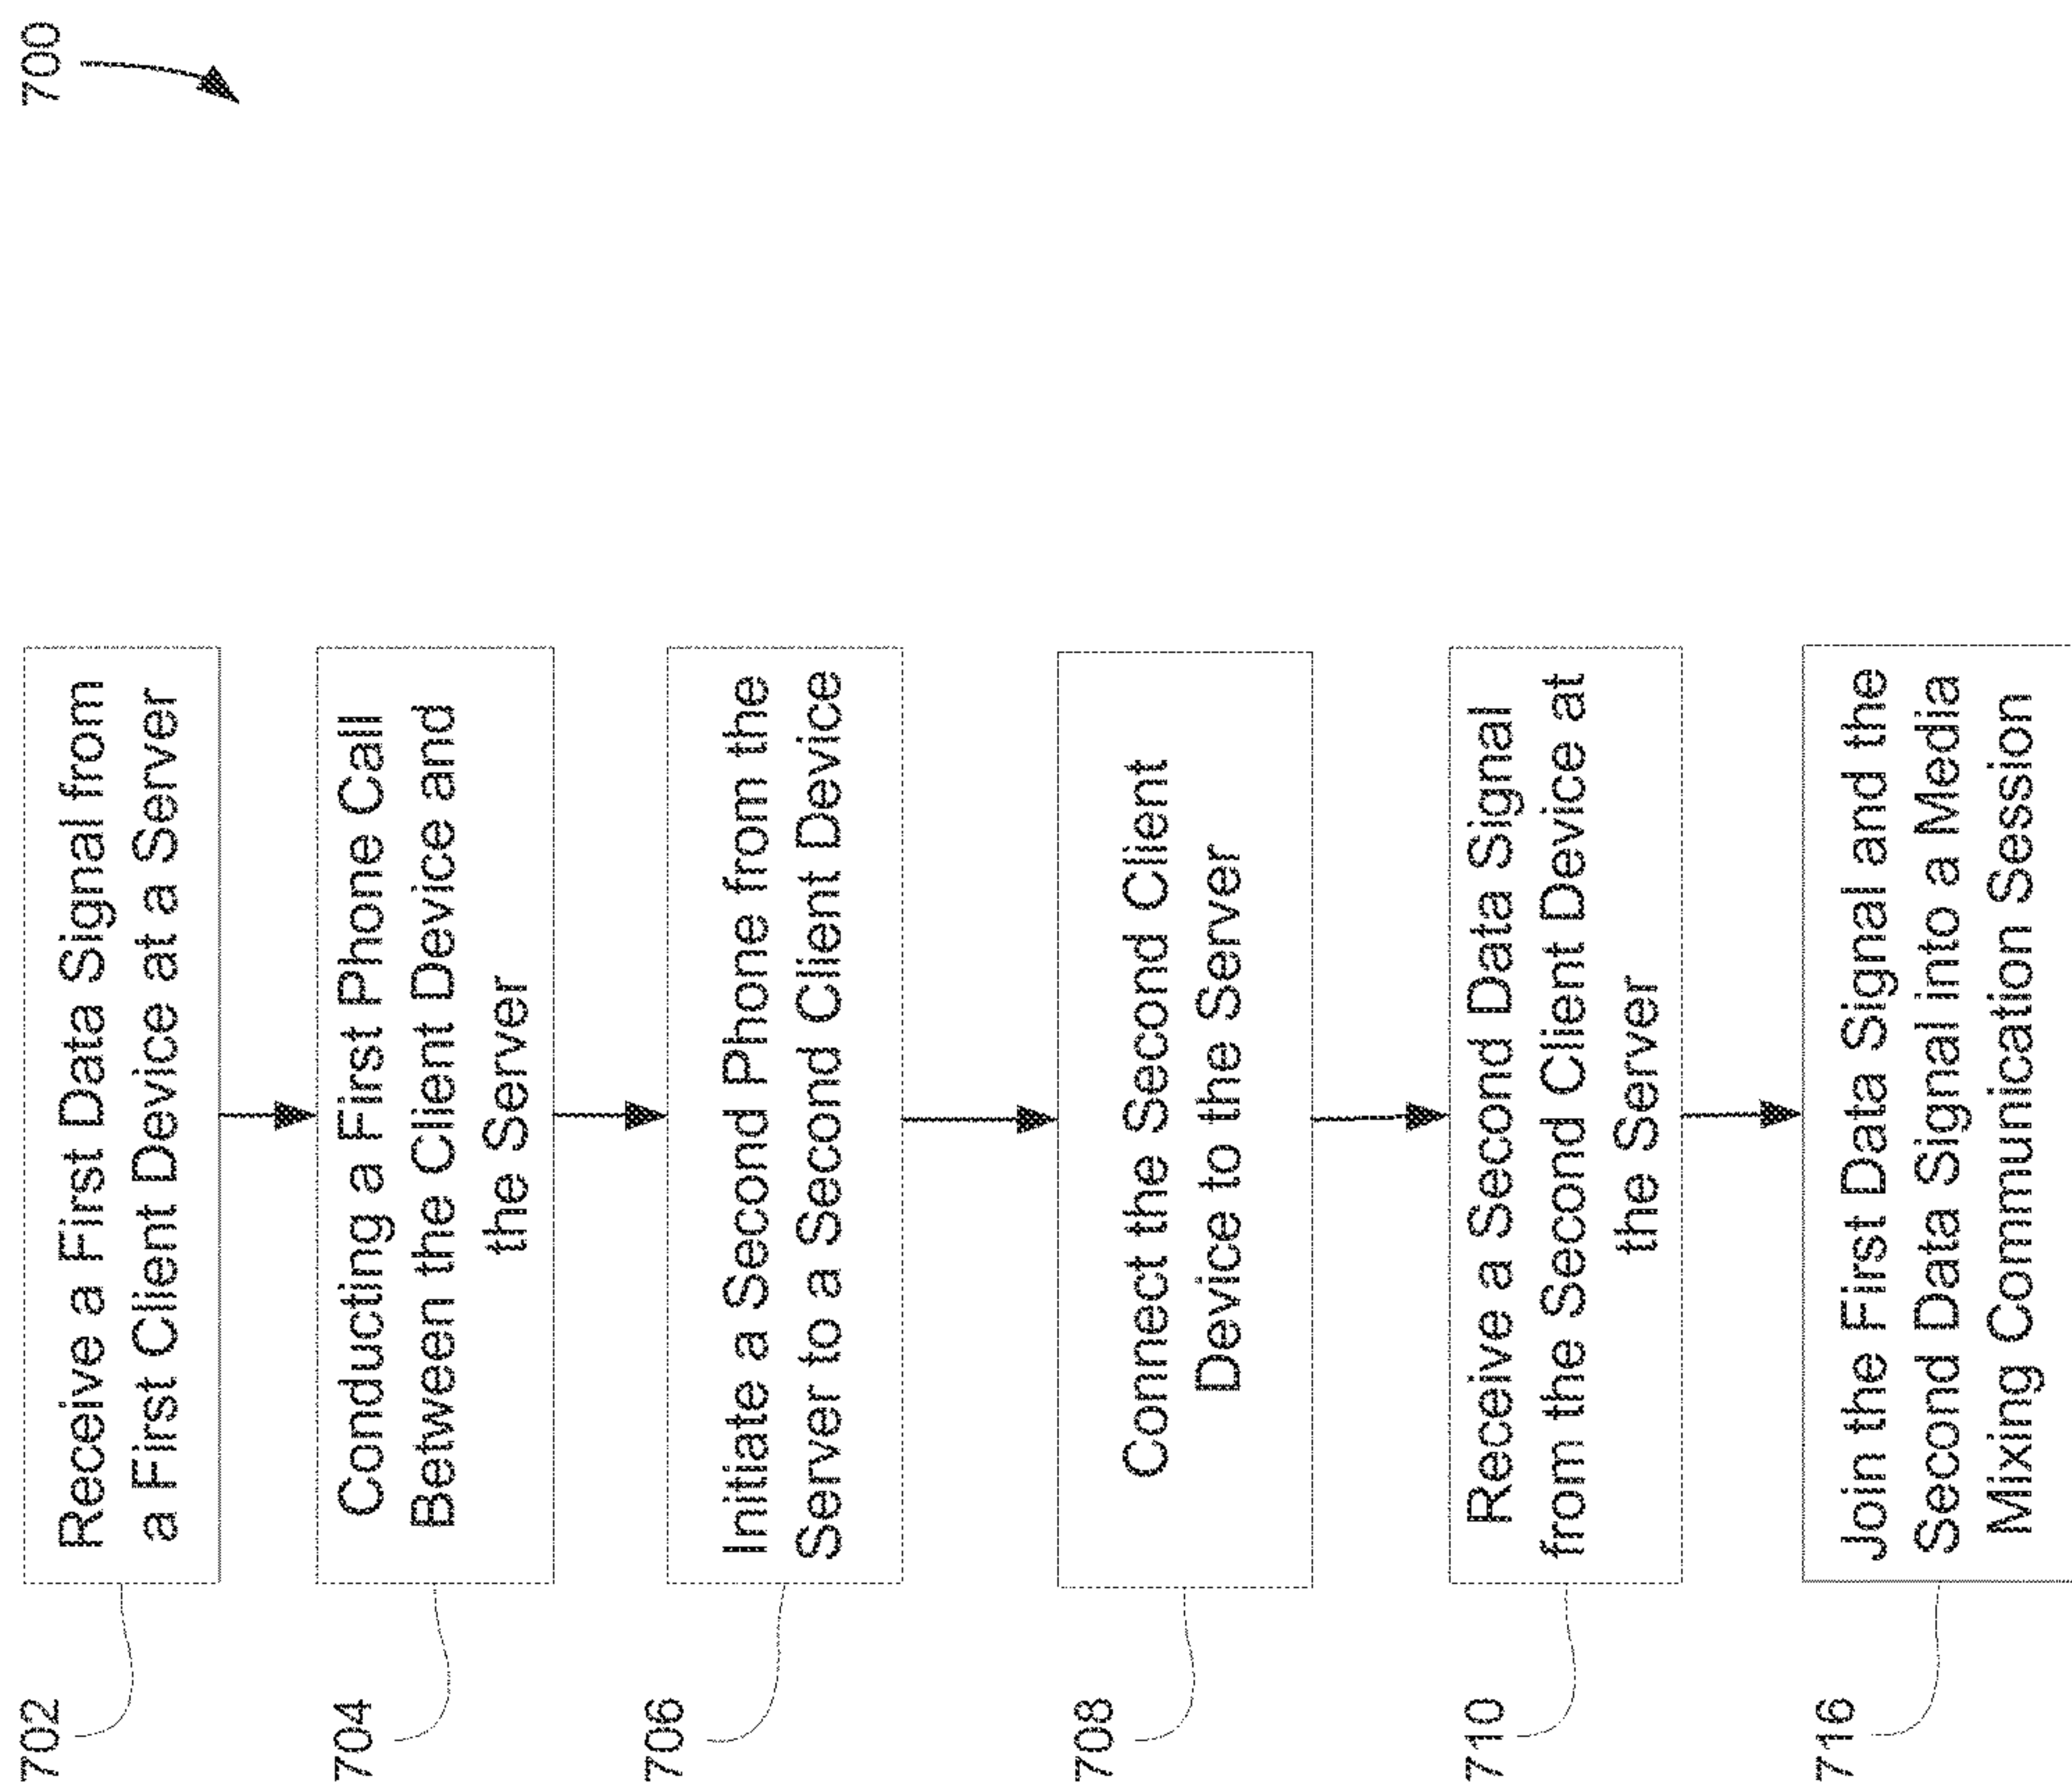 700
702
Receive a First Data Signal from
a First Client Device at a Server
704
Conducting a First Phone Call
Between the Client Device and
the Server
706
Initiate a Second Phone from the
Server to a Second Client Device
708
Connect the Second Client
Device to the Server
710
Receive a Second Data Signal
from the Second Client Device at
the Server
716
Join the First Data Signal and the
Second Data Signal into a Media
Mixing Communication Session